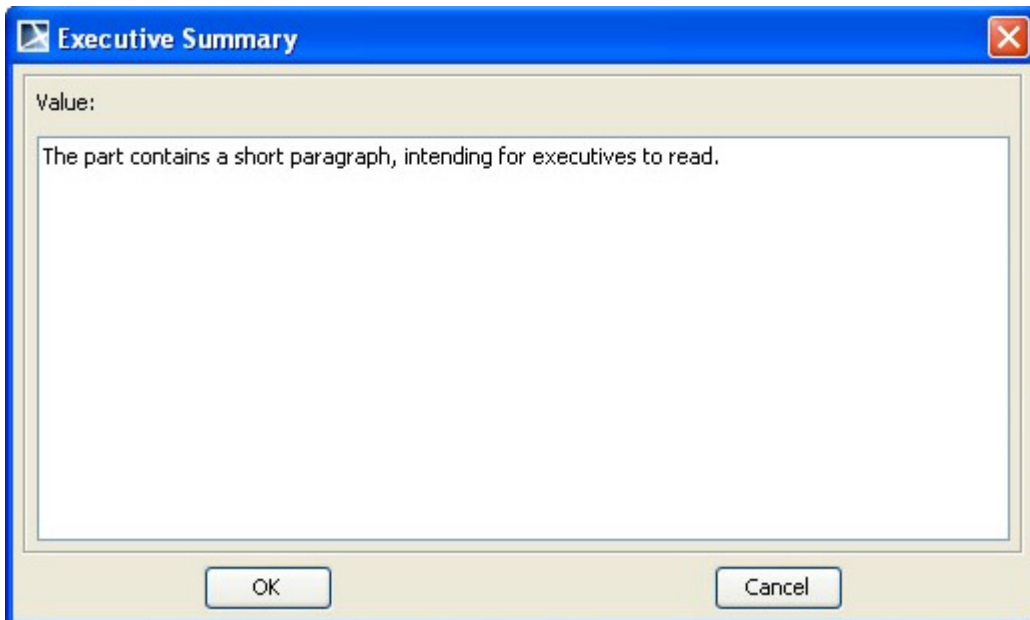 Executive Summary
Value:
The part contains a short paragraph, intending for executives to read.
OK
Cancel